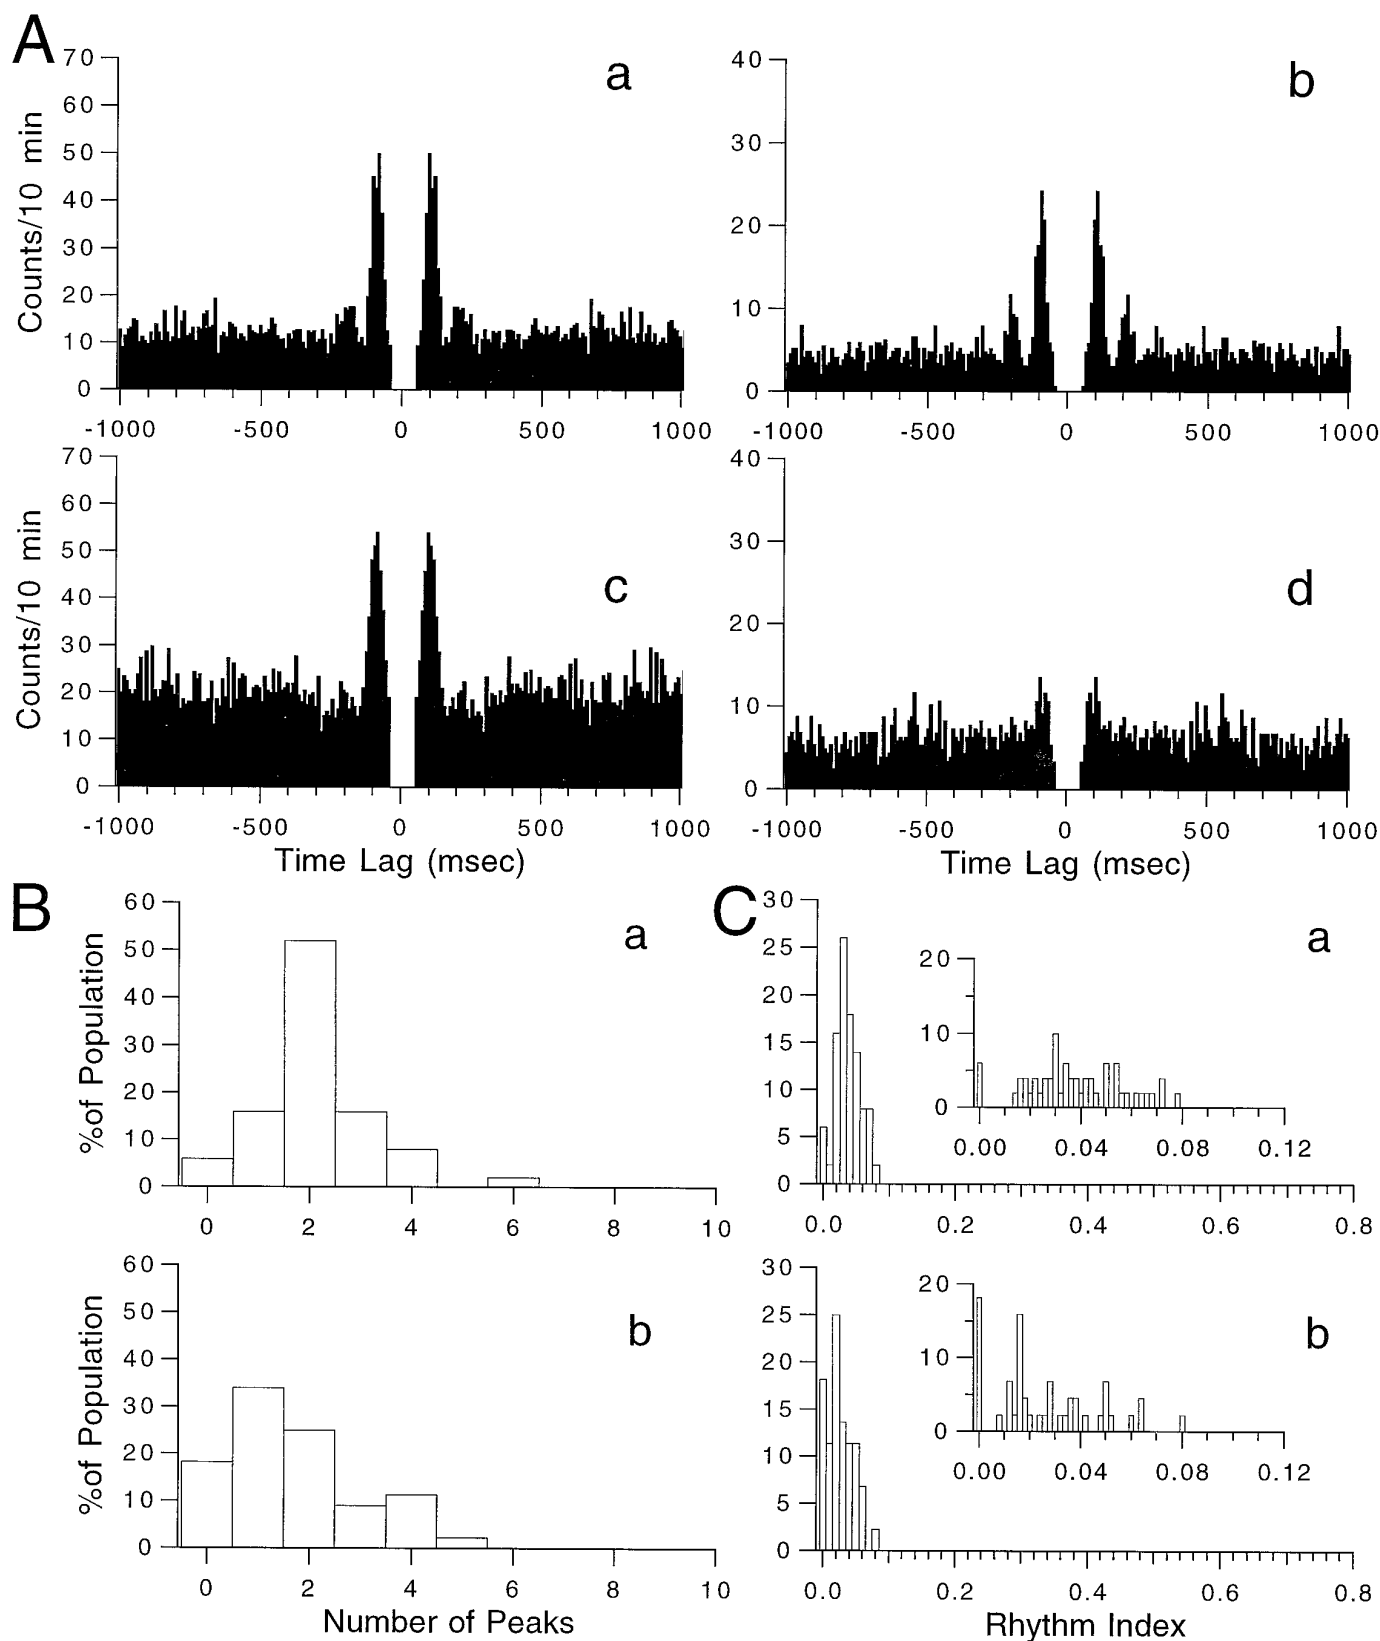 A
a
70
60
50
40
30
20
10
0
Counts/10 min
-1000 -500 0 500 1000
b
40
30
20
10
0
-1000 -500 0 500 1000
c
70
60
50
40
30
20
10
0
Counts/10 min
-1000 -500 0 500 1000
Time Lag (msec)
d
40
30
20
10
0
-1000 -500 0 500 1000
Time Lag (msec)
B
a
60
50
40
30
20
10
0
%of Population
0 2 4 6 8 10
b
60
50
40
30
20
10
0
%of Population
0 2 4 6 8 10
Number of Peaks
C
a
30
25
20
15
10
5
0
0.0 0.2 0.4 0.6 0.8
20
10
0
0.00 0.04 0.08 0.12
b
30
25
20
15
10
5
0
0.0 0.2 0.4 0.6 0.8
20
10
0
0.00 0.04 0.08 0.12
Rhythm Index